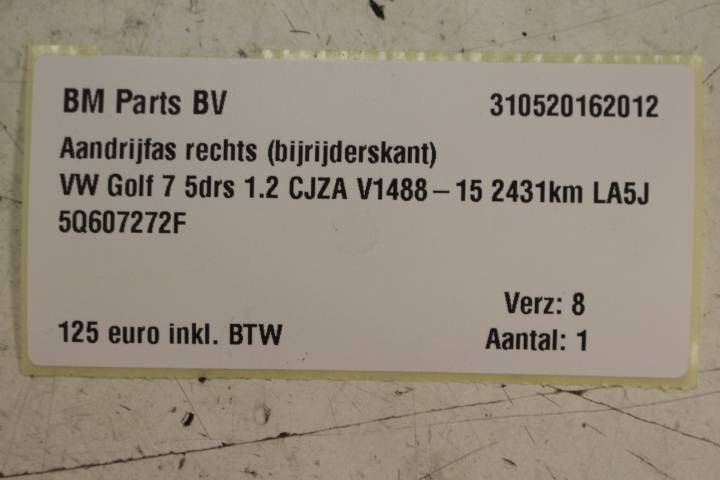 BM Parts BV 310520162012
Aandrijfas rechts (bijrijderskant)
VW Golf 7 5drs 1.2 CJZA V1488 – 15 2431km LA5J
5Q607272F
Verz: 8
125 euro inkl. BTW Aantal: 1